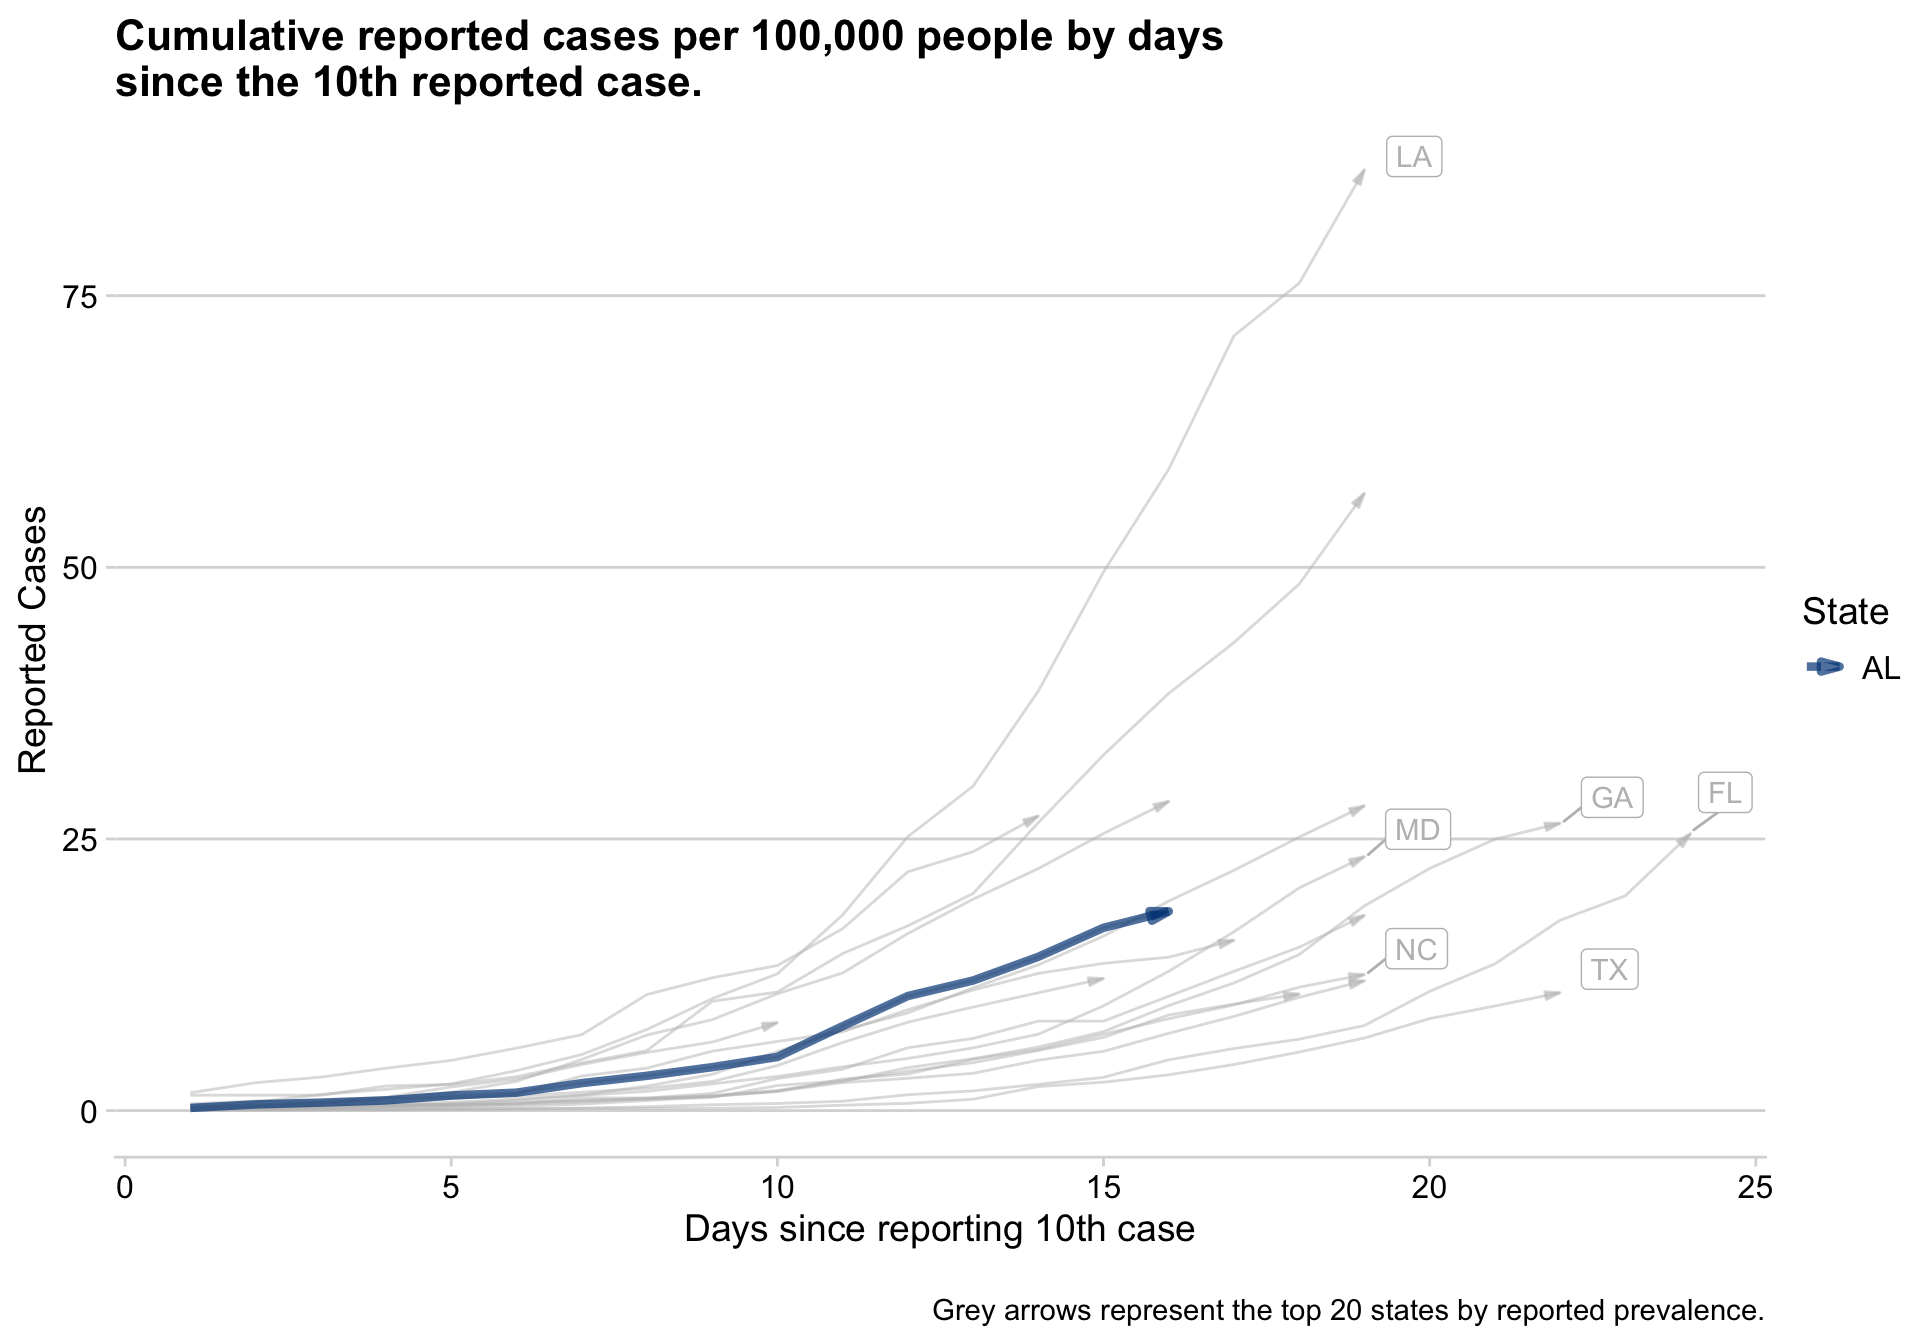 Cumulative reported cases per 100,000 people by days
since the 10th reported case.
LA
75
50
25
0
Reported Cases
GA
FL
MD
NC
TX
State
AL
0 5 10 15 20 25
Days since reporting 10th case
Grey arrows represent the top 20 states by reported prevalence.